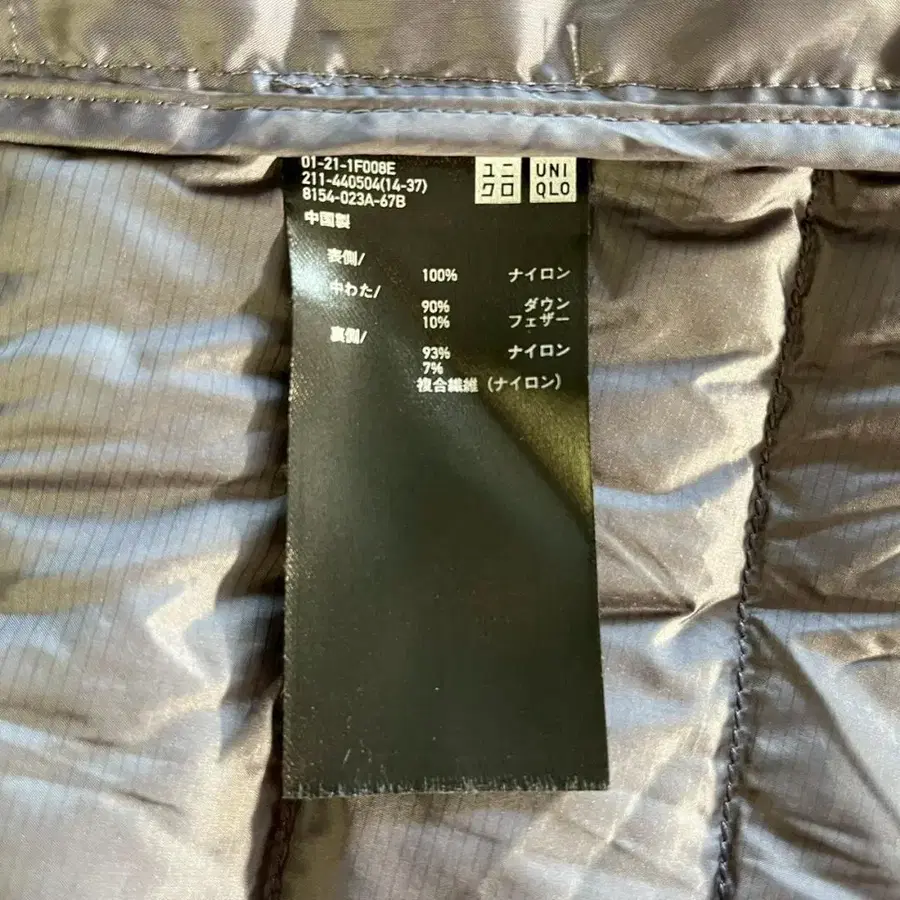 01-21-1F008E
211-440504(14-37)
8154-023A-67B
中国製
ユニ
クロ
UNI
QLO
表側/
100% ナイロン
中わた/
90% ダウン
10% フェザー
裏側/
93% ナイロン
7%
複合繊維(ナイロン)